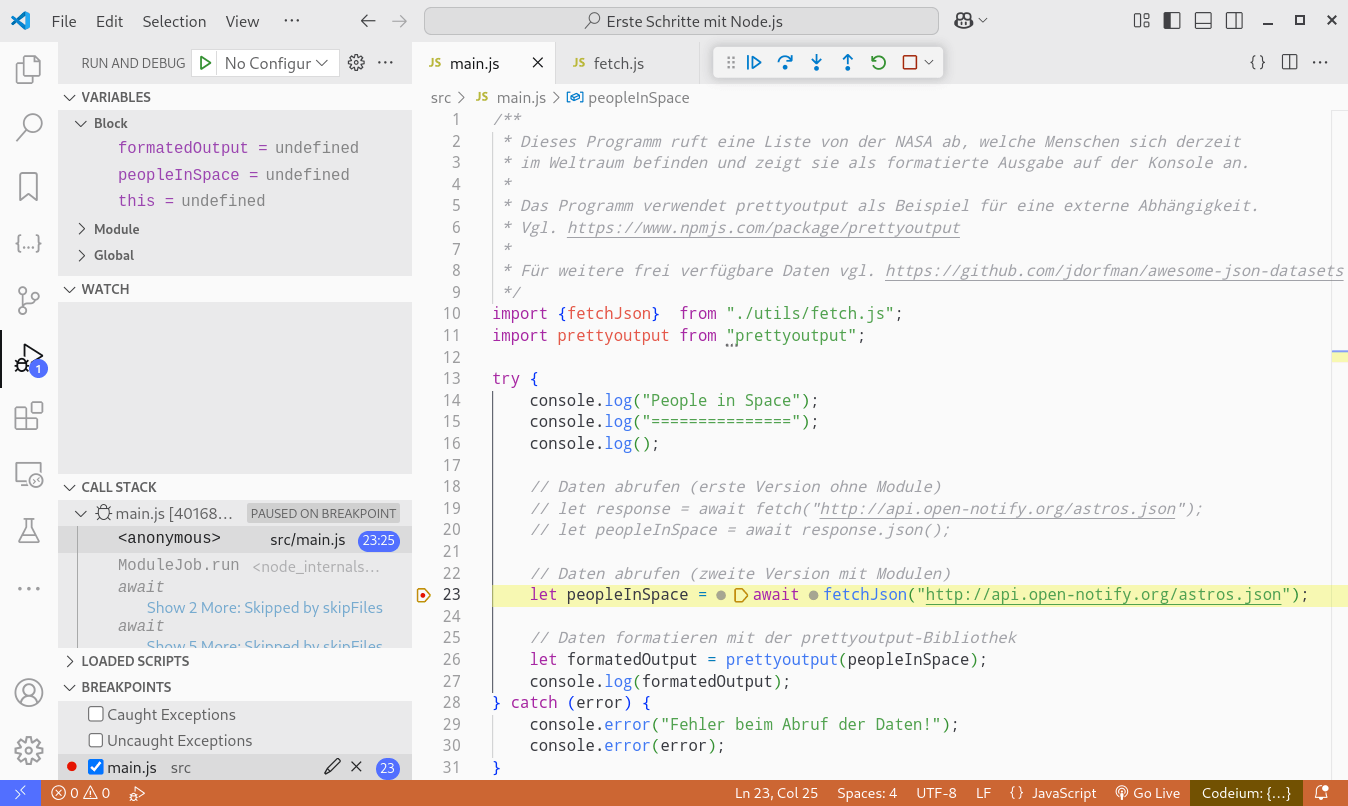 File Edit Selection View ··· Erste Schritte mit Node.js
RUN AND DEBUG No Configur ···
VARIABLES
Block
formatedOutput = undefined
peopleInSpace = undefined
this = undefined
Module
Global
WATCH
CALL STACK
main.js [40168… PAUSED ON BREAKPOINT
<anonymous> src/main.js 23:25
ModuleJob.run <node_internals…
await
Show 2 More: Skipped by skipFiles
await
Show 5 More: Skipped by skipFiles
LOADED SCRIPTS
BREAKPOINTS
Caught Exceptions
Uncaught Exceptions
main.js src 23
1
JS main.js JS fetch.js
src > JS main.js > peopleInSpace
1 /**
2 * Dieses Programm ruft eine Liste von der NASA ab, welche Menschen sich derzeit
3 * im Weltraum befinden und zeigt sie als formatierte Ausgabe auf der Konsole an.
4 *
5 * Das Programm verwendet prettyoutput als Beispiel für eine externe Abhängigkeit.
6 * Vgl. https://www.npmjs.com/package/prettyoutput
7 *
8 * Für weitere frei verfügbare Daten vgl. https://github.com/jdorfman/awesome-json-datasets
9 */
10 import {fetchJson}  from "./utils/fetch.js";
11 import prettyoutput from "prettyoutput";
12
13 try {
14     console.log("People in Space");
15     console.log("===============");
16     console.log();
17
18     // Daten abrufen (erste Version ohne Module)
19     // let response = await fetch("http://api.open-notify.org/astros.json");
20     // let peopleInSpace = await response.json();
21
22     // Daten abrufen (zweite Version mit Modulen)
23     let peopleInSpace = await fetchJson("http://api.open-notify.org/astros.json");
24
25     // Daten formatieren mit der prettyoutput-Bibliothek
26     let formatedOutput = prettyoutput(peopleInSpace);
27     console.log(formatedOutput);
28 } catch (error) {
29     console.error("Fehler beim Abruf der Daten!");
30     console.error(error);
31 }
0 0 Ln 23, Col 25 Spaces: 4 UTF-8 LF {} JavaScript Go Live Codeium: {...}